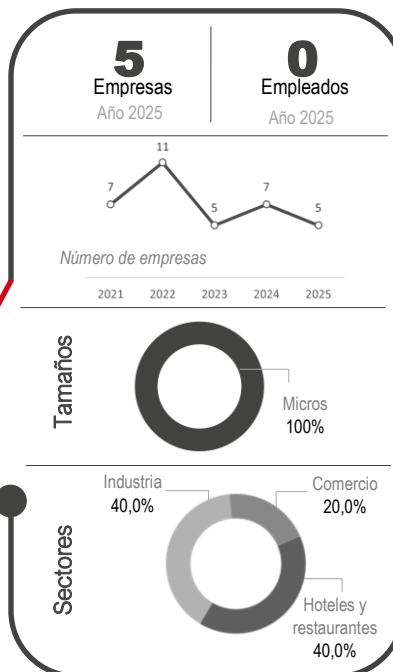 5
Empresas
Año 2025
0
Empleados
Año 2025
11
7
7
5
5
Número de empresas
2021 2022 2023 2024 2025
Tamaños
Micros
100%
Sectores
Industria
40,0%
Comercio
20,0%
Hoteles y
restaurantes
40,0%